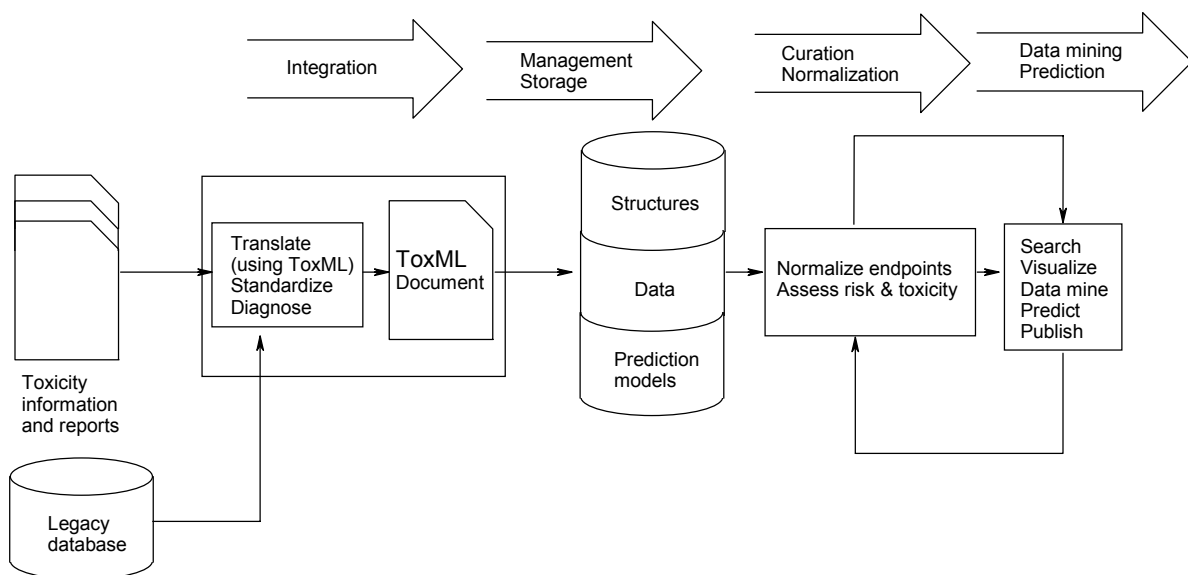 Integration
Management
Storage
Curation
Normalization
Data mining
Prediction
Toxicity
information
and reports
Legacy
database
Translate
(using ToxML)
Standardize
Diagnose
ToxML
Document
Structures
Data
Prediction
models
Normalize endpoints
Assess risk & toxicity
Search
Visualize
Data mine
Predict
Publish